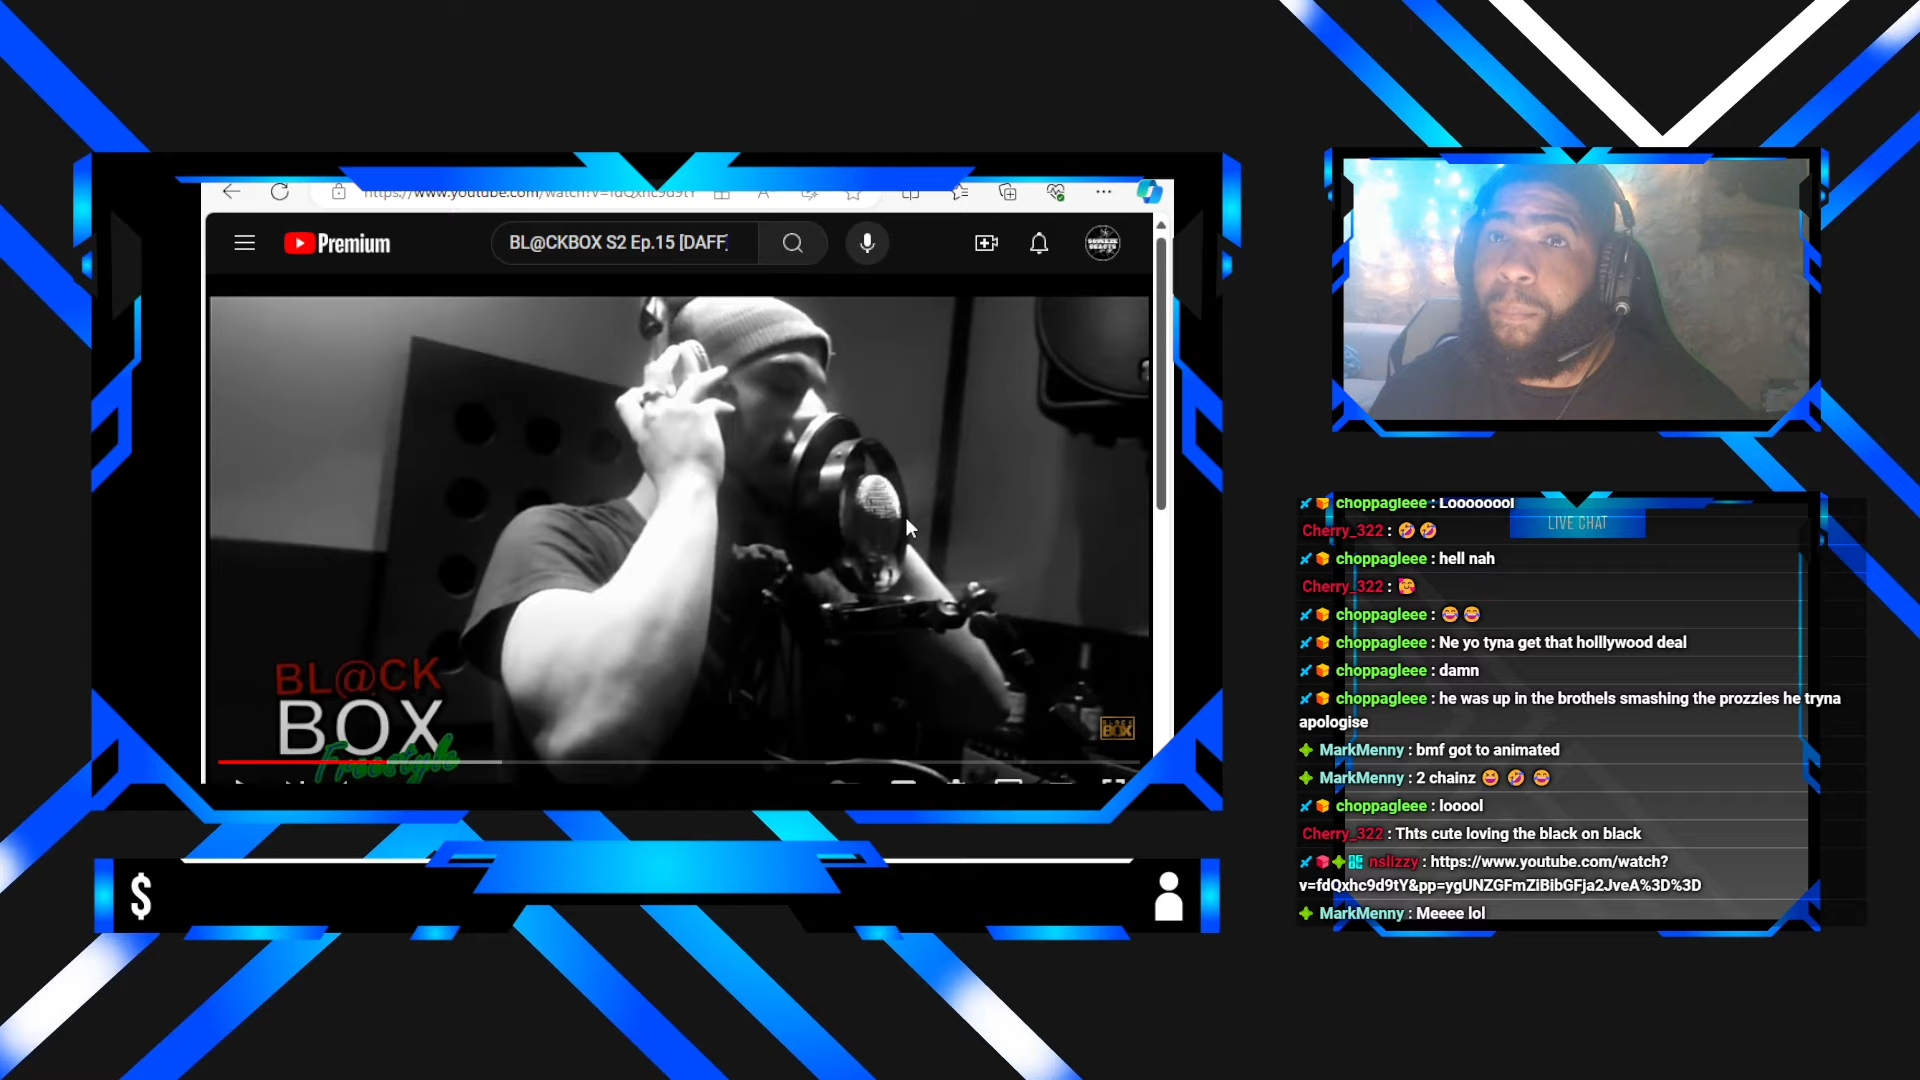 https://www.youtube.com/watch?v=fdQxhc9d9tY
Premium
BL@CKBOX S2 Ep.15 [DAFF
SQUEEZE REACTS
BL@CK
BOX
Freestyle
BLACK
BOX
$
LIVE CHAT
choppagleee : Looooooool
Cherry_322 : 🤣 🤣
choppagleee : hell nah
Cherry_322 : 🥰
choppagleee : 😂 😂
choppagleee : Ne yo tyna get that holllywood deal
choppagleee : damn
choppagleee : he was up in the brothels smashing the prozzies he tryna
apologise
MarkMenny : bmf got to animated
MarkMenny : 2 chainz 😆 🤣 😂
choppagleee : looool
Cherry_322 : Thts cute loving the black on black
nslizzy : https://www.youtube.com/watch?
v=fdQxhc9d9tY&pp=ygUNZGFmZiBibGFja2JveA%3D%3D
MarkMenny : Meeee lol